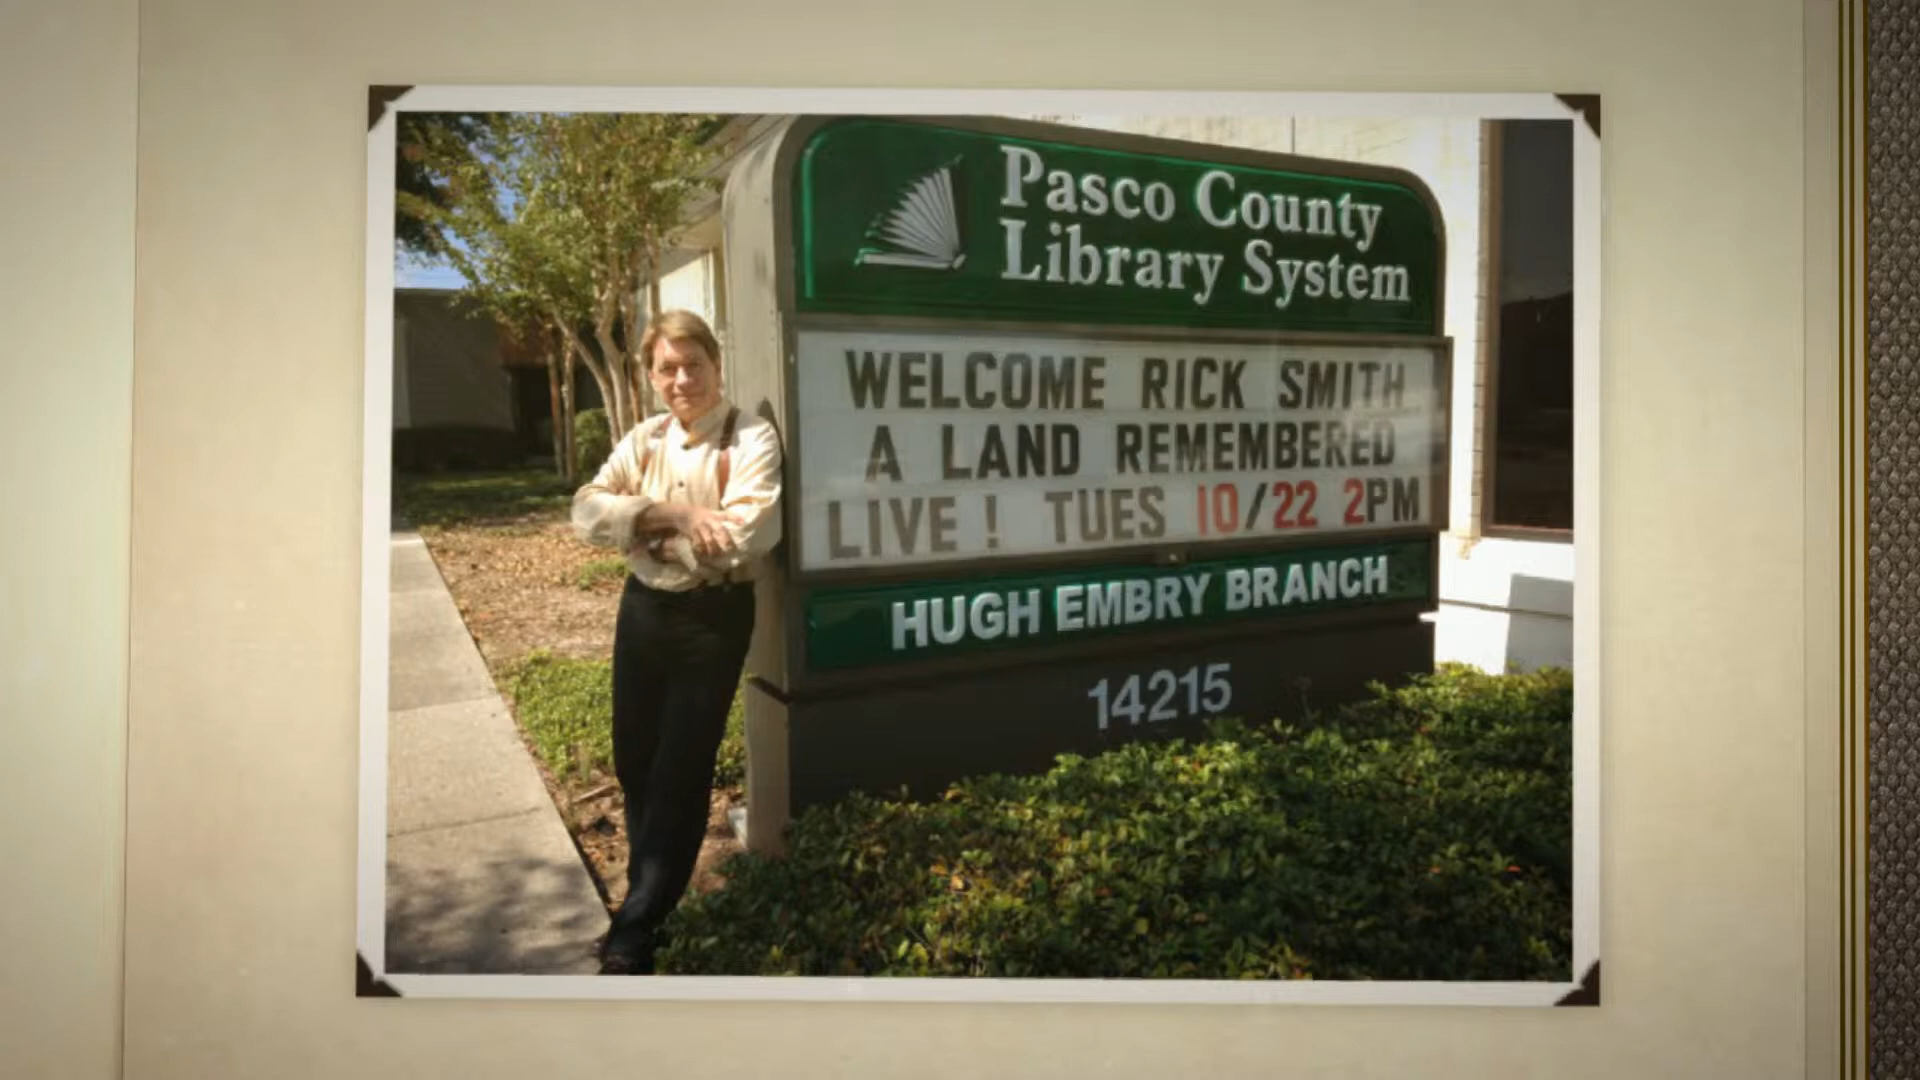 Pasco County
Library System
WELCOME RICK SMITH
A LAND REMEMBERED
LIVE! TUES 10/22 2PM
HUGH EMBRY BRANCH
14215